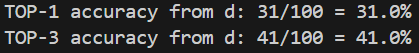 TOP-1 accuracy from d: 31/100 = 31.0%
TOP-3 accuracy from d: 41/100 = 41.0%